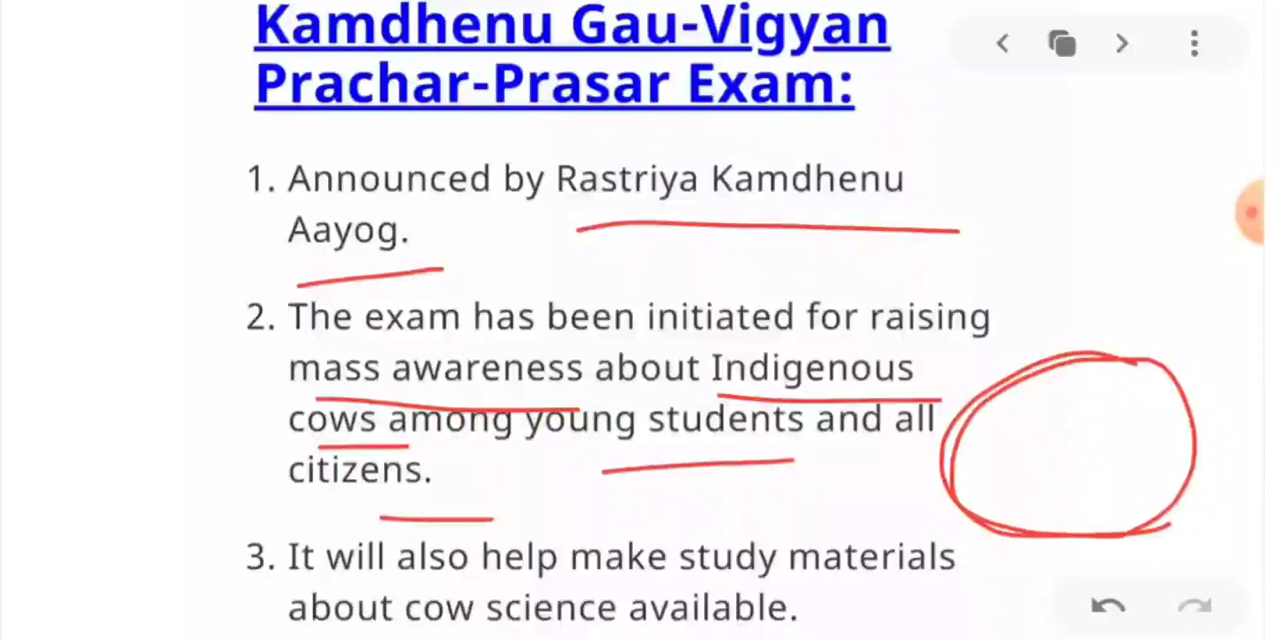 Kamdhenu Gau-Vigyan
Prachar-Prasar Exam:
1. Announced by Rastriya Kamdhenu
Aayog.
2. The exam has been initiated for raising
mass awareness about Indigenous
cows among young students and all
citizens.
3. It will also help make study materials
about cow science available.